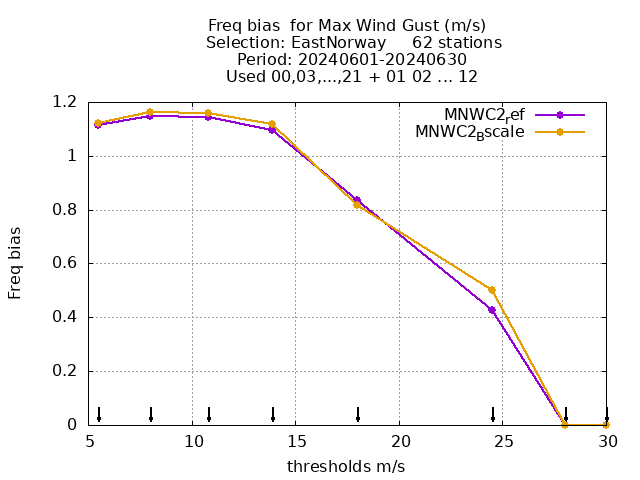 Freq bias  for Max Wind Gust (m/s)
Selection: EastNorway     62 stations
Period: 20240601-20240630
Used 00,03,...,21 + 01 02 ... 12
MNWC2ref
MNWC2Bscale
1.2
1
0.8
0.6
0.4
0.2
0
Freq bias
5 10 15 20 25 30
thresholds m/s